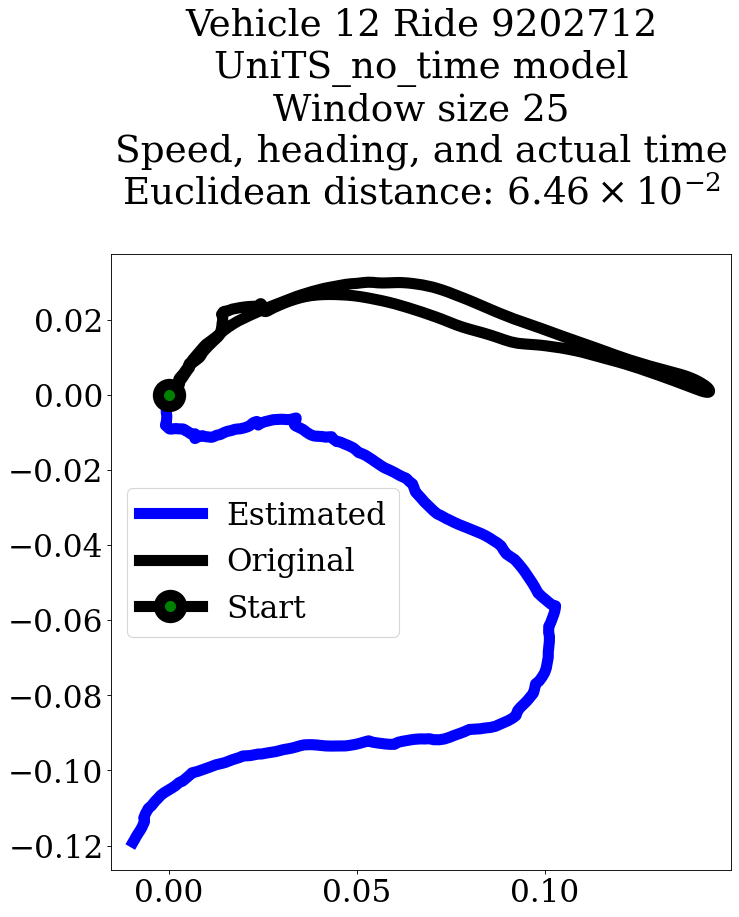 Vehicle 12 Ride 9202712
UniTS_no_time model
Window size 25
Speed, heading, and actual time
Euclidean distance: 6.46 × 10⁻²
0.02
0.00
−0.02
−0.04
−0.06
−0.08
−0.10
−0.12
Estimated
Original
Start
0.00 0.05 0.10